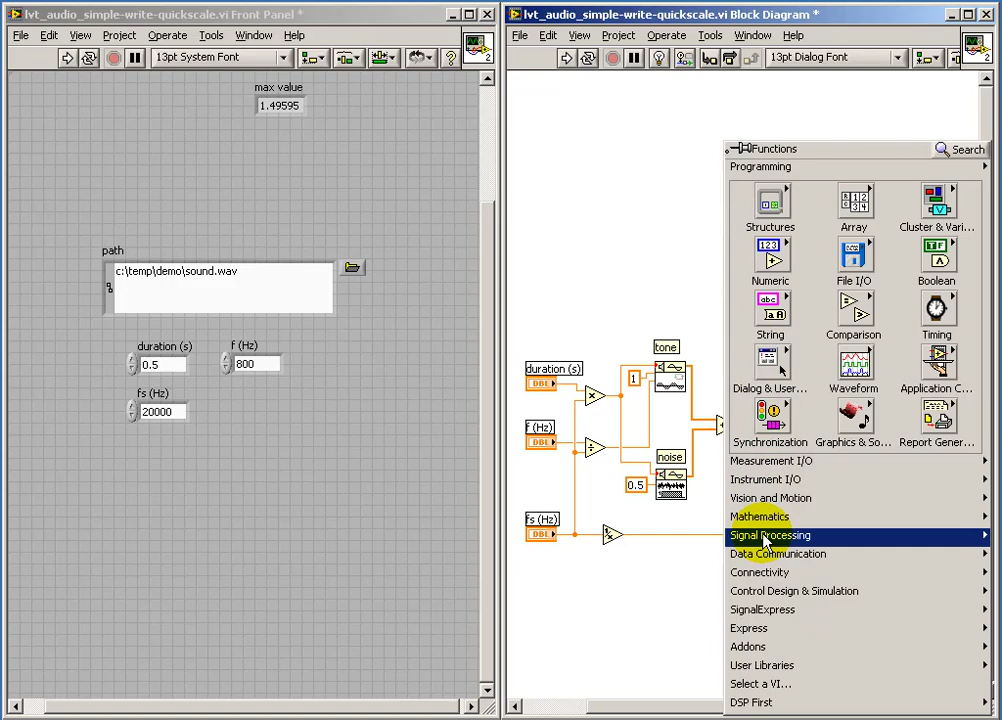 lvt_audio_simple-write-quickscale.vi Front Panel *
File Edit View Project Operate Tools Window Help
13pt System Font
2
max value
1.49595
path
c:\temp\demo\sound.wav
duration (s)
0.5
f (Hz)
800
fs (Hz)
20000
lvt_audio_simple-write-quickscale.vi Block Diagram *
File Edit View Project Operate Tools Window Help
13pt Dialog Font
2
tone
duration (s)
DBL
1
f (Hz)
DBL
noise
0.5
fs (Hz)
DBL
Functions
Search
Programming
Structures
Array
Cluster & Vari...
Numeric
File I/O
Boolean
String
Comparison
Timing
Dialog & User...
Waveform
Application C...
Synchronization
Graphics & So...
Report Gener...
Measurement I/O
Instrument I/O
Vision and Motion
Mathematics
Signal Processing
Data Communication
Connectivity
Control Design & Simulation
SignalExpress
Express
Addons
User Libraries
Select a VI...
DSP First